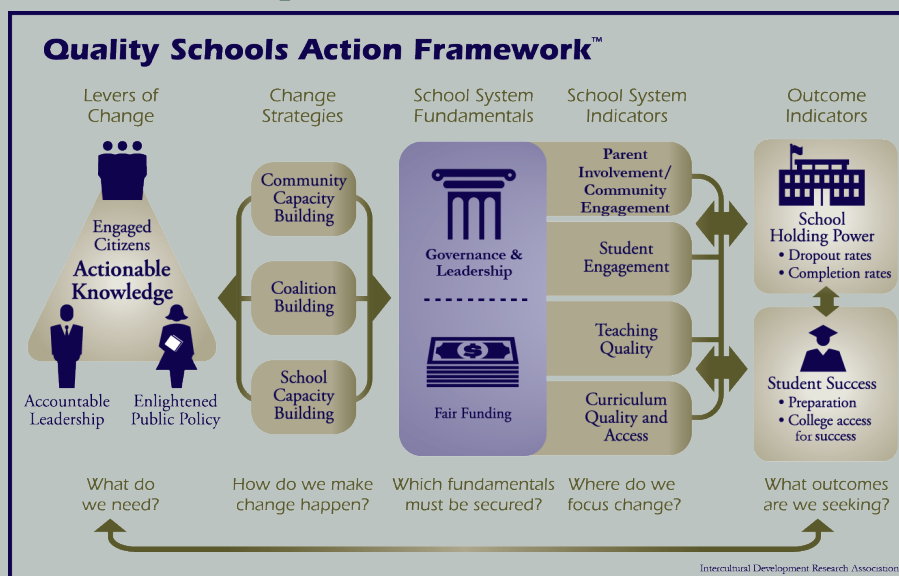 Quality Schools Action Framework™
Levers of
Change
Change
Strategies
School System
Fundamentals
School System
Indicators
Outcome
Indicators
Engaged
Citizens
Actionable
Knowledge
Accountable
Leadership
Enlightened
Public Policy
Community
Capacity
Building
Coalition
Building
School
Capacity
Building
Governance &
Leadership
$
Fair Funding
Parent
Involvement/
Community
Engagement
Student
Engagement
Teaching
Quality
Curriculum
Quality and
Access
School
Holding Power
• Dropout rates
• Completion rates
Student Success
• Preparation
• College access
for success
What do
we need?
How do we make
change happen?
Which fundamentals
must be secured?
Where do we
focus change?
What outcomes
are we seeking?
Intercultural Development Research Association